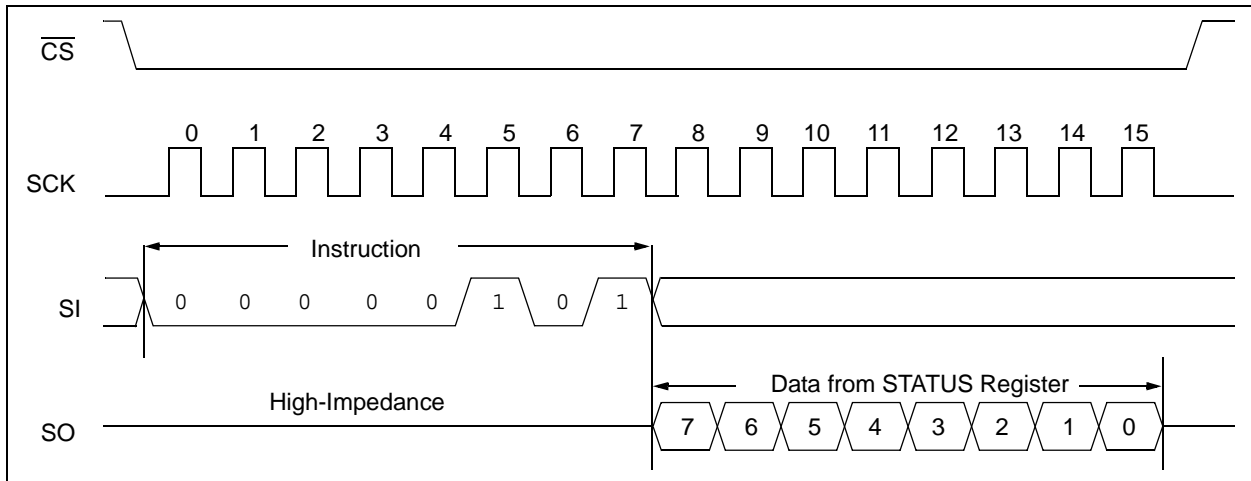 CS
0 1 2 3 4 5 6 7 8 9 10 11 12 13 14 15
SCK
Instruction
SI 0 0 0 0 0 1 0 1
Data from STATUS Register
High-Impedance
SO 7 6 5 4 3 2 1 0